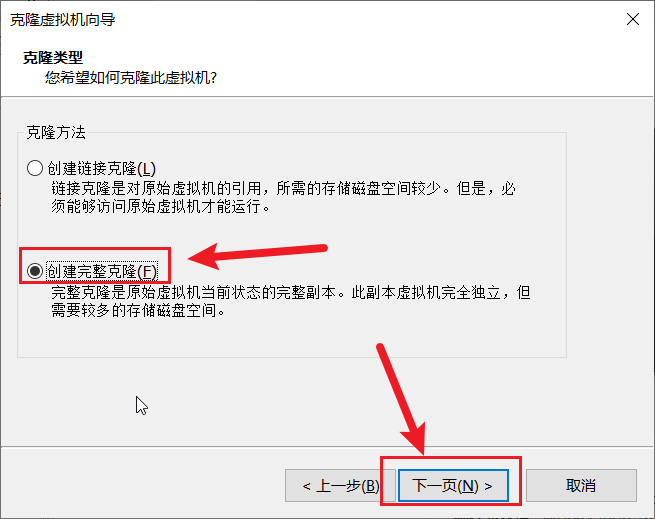 克隆虚拟机向导
克隆类型
您希望如何克隆此虚拟机?
克隆方法
创建链接克隆(L)
链接克隆是对原始虚拟机的引用，所需的存储磁盘空间较少。但是，必
须能够访问原始虚拟机才能运行。
创建完整克隆(F)
完整克隆是原始虚拟机当前状态的完整副本。此副本虚拟机完全独立，但
需要较多的存储磁盘空间。
< 上一步(B)
下一页(N) >
取消